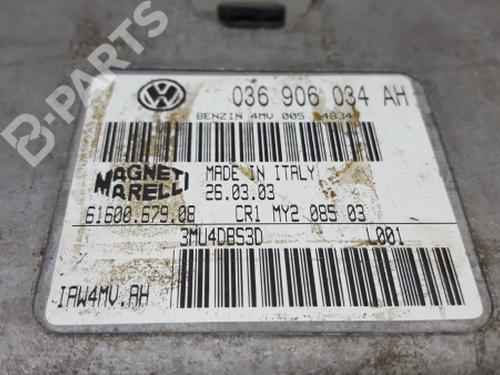 B-PARTS
036 906 034 AH
BENZIN 4MV 005 4834
MAGNETI MARELLI
MADE IN ITALY
26.03.03
61600.679.08 CR1 MY2 085 03
3MU4DBS3D L001
IAW4MV.AH